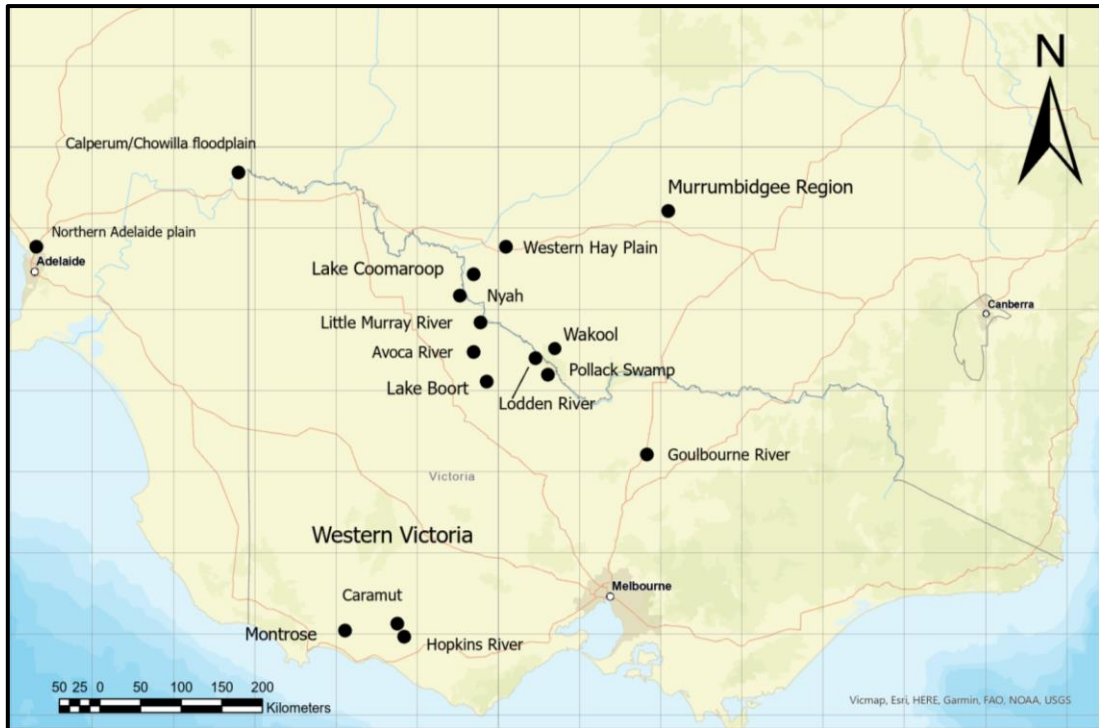 N
Calperum/Chowilla floodplain
Murrumbidgee Region
Northern Adelaide plain
Western Hay Plain
Adelaide
Lake Coomaroop
Nyah
Canberra
Little Murray River
Wakool
Avoca River
Pollack Swamp
Lake Boort
Lodden River
Goulbourne River
Victoria
Western Victoria
Melbourne
Caramut
Montrose
Hopkins River
50 25 0 50 100 150 200
Kilometers
Vicmap, Esri, HERE, Garmin, FAO, NOAA, USGS